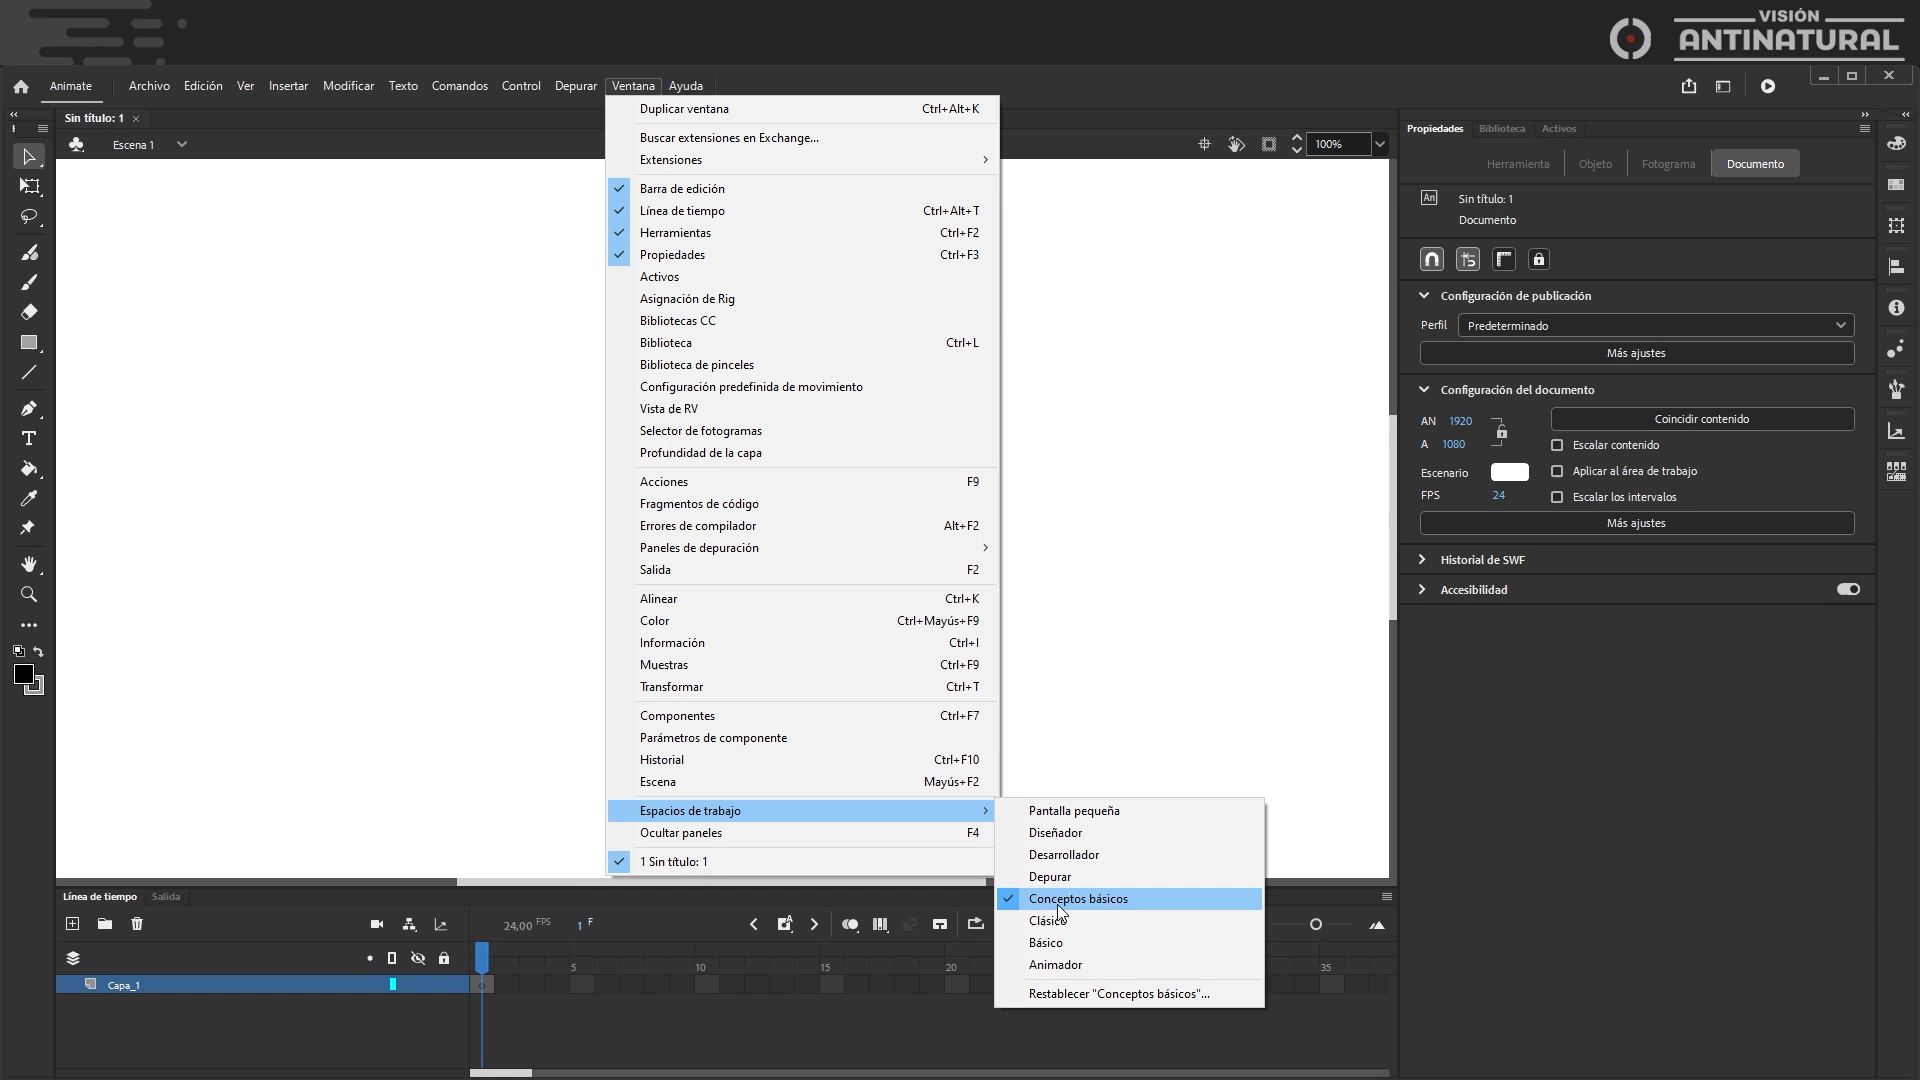 VISIÓN
ANTINATURAL
Animate
Archivo Edición Ver Insertar Modificar Texto Comandos Control Depurar Ventana Ayuda
Sin título: 1
Escena 1
100%
Duplicar ventana Ctrl+Alt+K
Buscar extensiones en Exchange...
Extensiones
Barra de edición
Línea de tiempo Ctrl+Alt+T
Herramientas Ctrl+F2
Propiedades Ctrl+F3
Activos
Asignación de Rig
Bibliotecas CC
Biblioteca Ctrl+L
Biblioteca de pinceles
Configuración predefinida de movimiento
Vista de RV
Selector de fotogramas
Profundidad de la capa
Acciones F9
Fragmentos de código
Errores de compilador Alt+F2
Paneles de depuración
Salida F2
Alinear Ctrl+K
Color Ctrl+Mayús+F9
Información Ctrl+I
Muestras Ctrl+F9
Transformar Ctrl+T
Componentes Ctrl+F7
Parámetros de componente
Historial Ctrl+F10
Escena Mayús+F2
Espacios de trabajo
Ocultar paneles F4
1 Sin título: 1
Pantalla pequeña
Diseñador
Desarrollador
Depurar
Conceptos básicos
Clásico
Básico
Animador
Restablecer "Conceptos básicos"...
Propiedades Biblioteca Activos
Herramienta Objeto Fotograma Documento
An Sin título: 1
Documento
Configuración de publicación
Perfil Predeterminado
Más ajustes
Configuración del documento
AN 1920 Coincidir contenido
A 1080 Escalar contenido
Escenario Aplicar al área de trabajo
FPS 24 Escalar los intervalos
Más ajustes
Historial de SWF
Accesibilidad
Línea de tiempo Salida
24,00 FPS 1 F
5 10 15 20 35
Capa_1